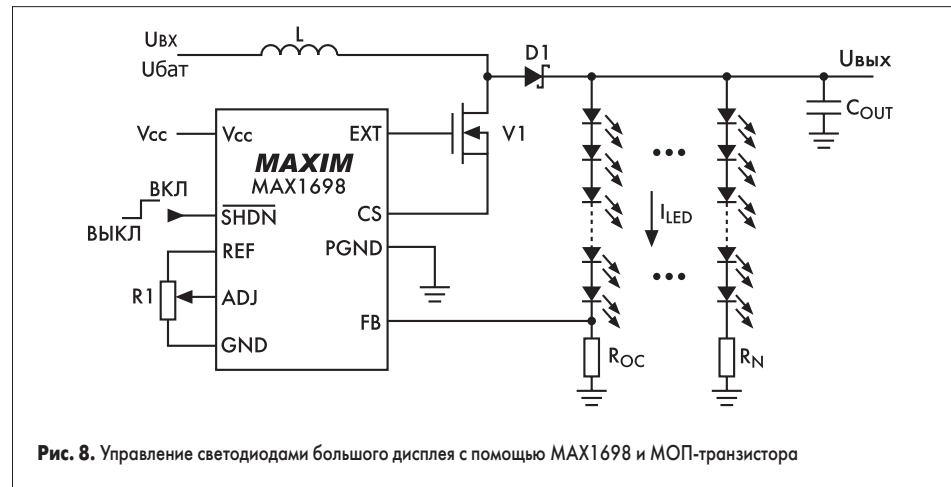 UВХ
L
D1
UВЫХ
Uбат
COUT
Vcc
Vcc
EXT
V1
MAXIM
MAX1698
ВКЛ
ВЫКЛ
SHDN
CS
ILED
REF
PGND
R1
ADJ
FB
GND
ROC
RN
Рис. 8. Управление светодиодами большого дисплея с помощью MAX1698 и МОП-транзистора